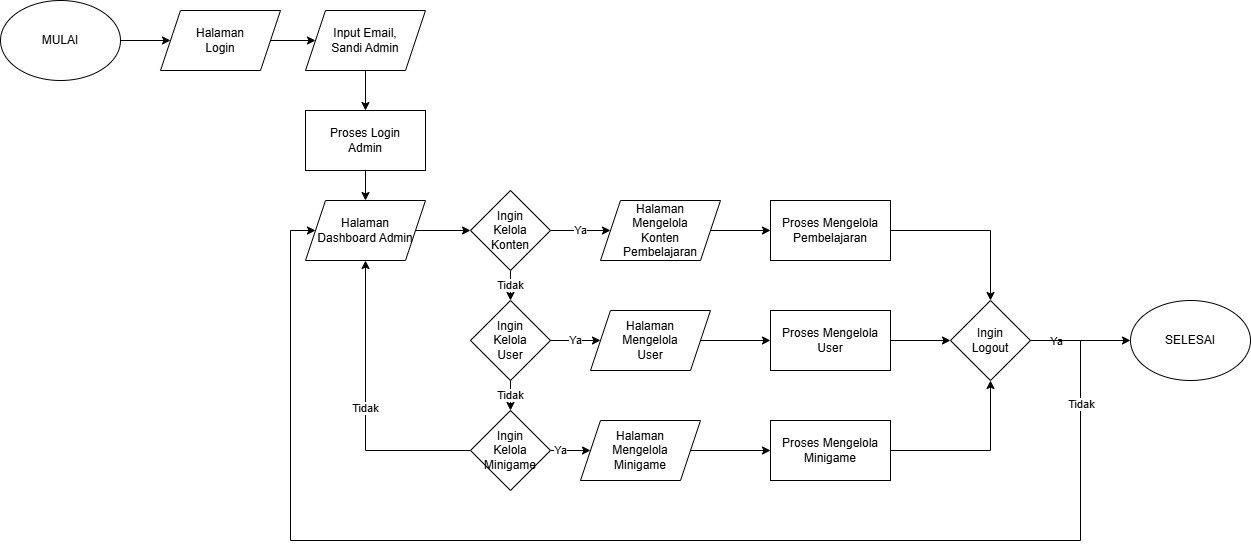 MULAI
Halaman
Login
Input Email,
Sandi Admin
Proses Login
Admin
Halaman
Dashboard Admin
Ingin
Kelola
Konten
Ya
Halaman
Mengelola
Konten
Pembelajaran
Proses Mengelola
Pembelajaran
Tidak
Ingin
Kelola
User
Ya
Halaman
Mengelola
User
Proses Mengelola
User
Ingin
Logout
Ya
SELESAI
Tidak
Tidak
Tidak
Ingin
Kelola
Minigame
Ya
Halaman
Mengelola
Minigame
Proses Mengelola
Minigame